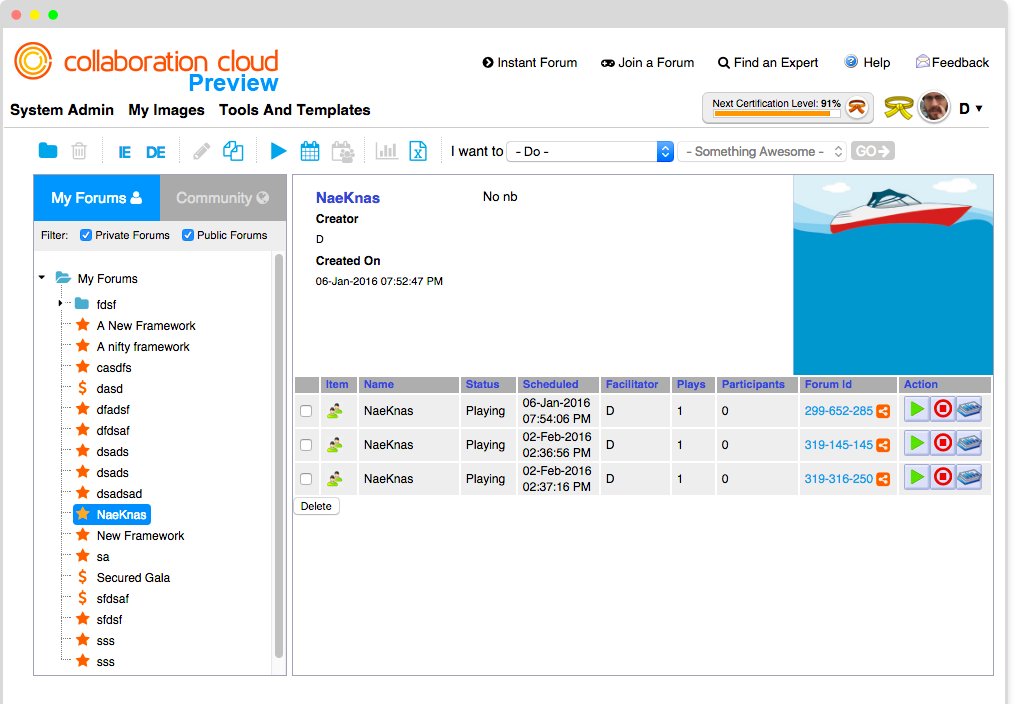 collaboration cloud
Preview
Instant Forum Join a Forum Find an Expert Help Feedback
System Admin My Images Tools And Templates
Next Certification Level: 91%
D
IE DE
X
I want to - Do - - Something Awesome - GO
My Forums Community
Filter: Private Forums Public Forums
My Forums
fdsf
A New Framework
A nifty framework
casdfs
$ dasd
dfadsf
dfdsaf
dsads
dsads
dsadsad
NaeKnas
New Framework
sa
$ Secured Gala
$ sfdsaf
sfdsf
sss
sss
NaeKnas No nb
Creator
D
Created On
06-Jan-2016 07:52:47 PM
Item Name Status Scheduled Facilitator Plays Participants Forum Id Action
NaeKnas Playing 06-Jan-2016 07:54:06 PM D 1 0 299-652-285
NaeKnas Playing 02-Feb-2016 02:36:56 PM D 1 0 319-145-145
NaeKnas Playing 02-Feb-2016 02:37:16 PM D 1 0 319-316-250
Delete